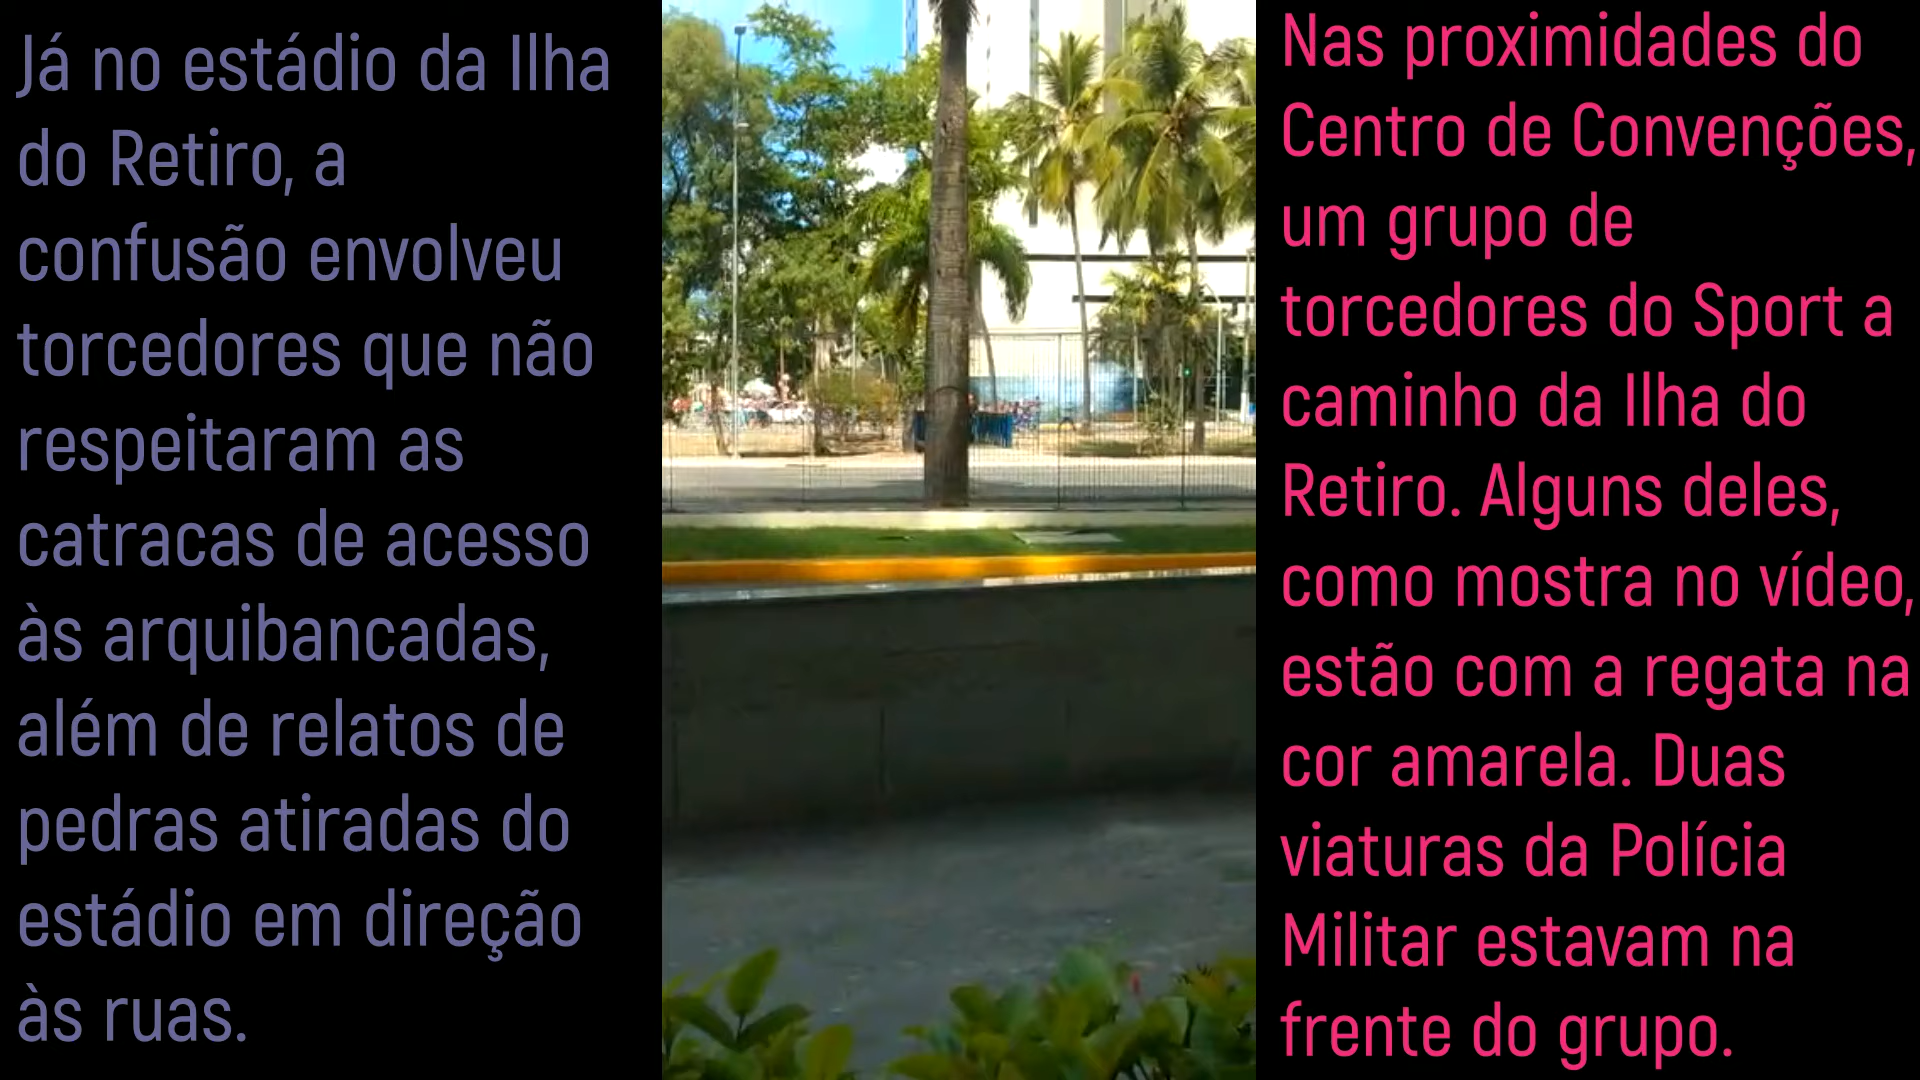 Já no estádio da Ilha
do Retiro, a
confusão envolveu
torcedores que não
respeitaram as
catracas de acesso
às arquibancadas,
além de relatos de
pedras atiradas do
estádio em direção
às ruas.
Nas proximidades do
Centro de Convenções,
um grupo de
torcedores do Sport a
caminho da Ilha do
Retiro. Alguns deles,
como mostra no vídeo,
estão com a regata na
cor amarela. Duas
viaturas da Polícia
Militar estavam na
frente do grupo.